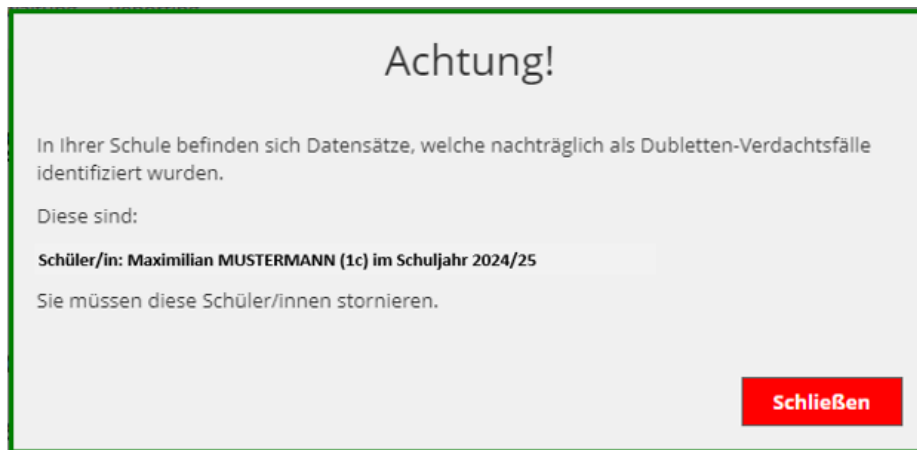 Achtung!
In Ihrer Schule befinden sich Datensätze, welche nachträglich als Dubletten-Verdachtsfälle
identifiziert wurden.
Diese sind:
Schüler/in: Maximilian MUSTERMANN (1c) im Schuljahr 2024/25
Sie müssen diese Schüler/innen stornieren.
Schließen